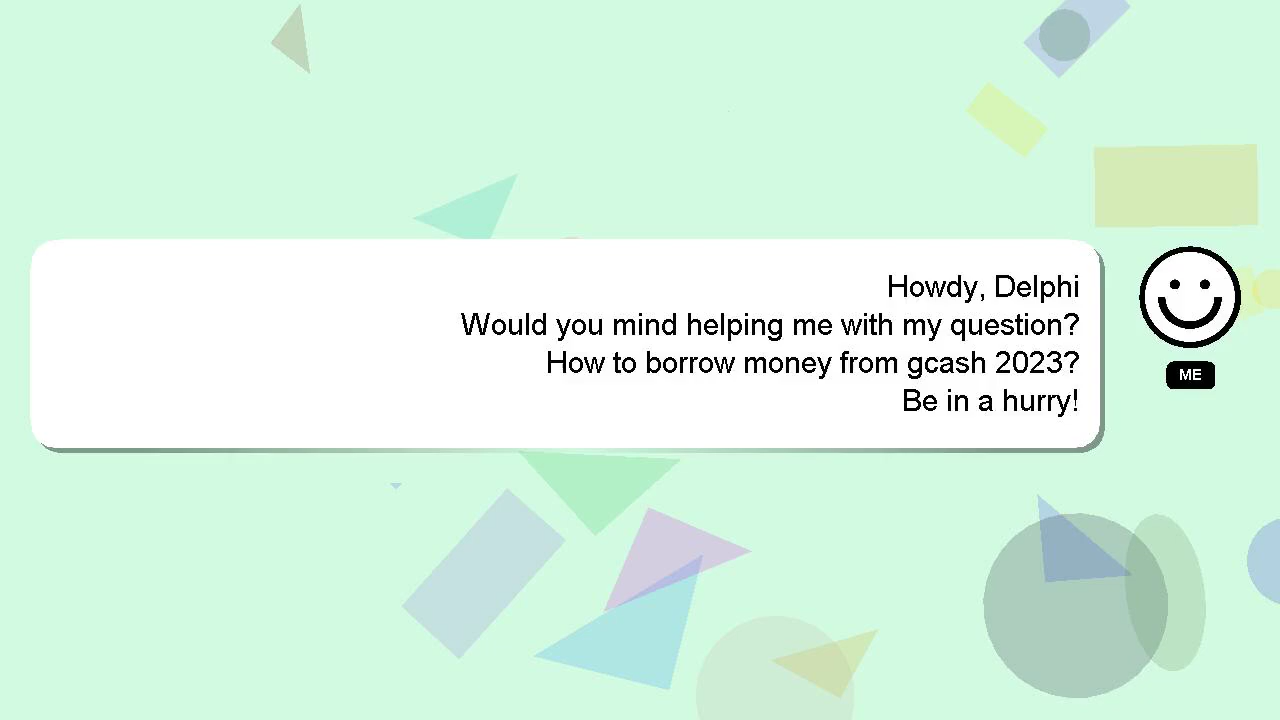 Howdy, Delphi
Would you mind helping me with my question?
How to borrow money from gcash 2023?
Be in a hurry!
ME